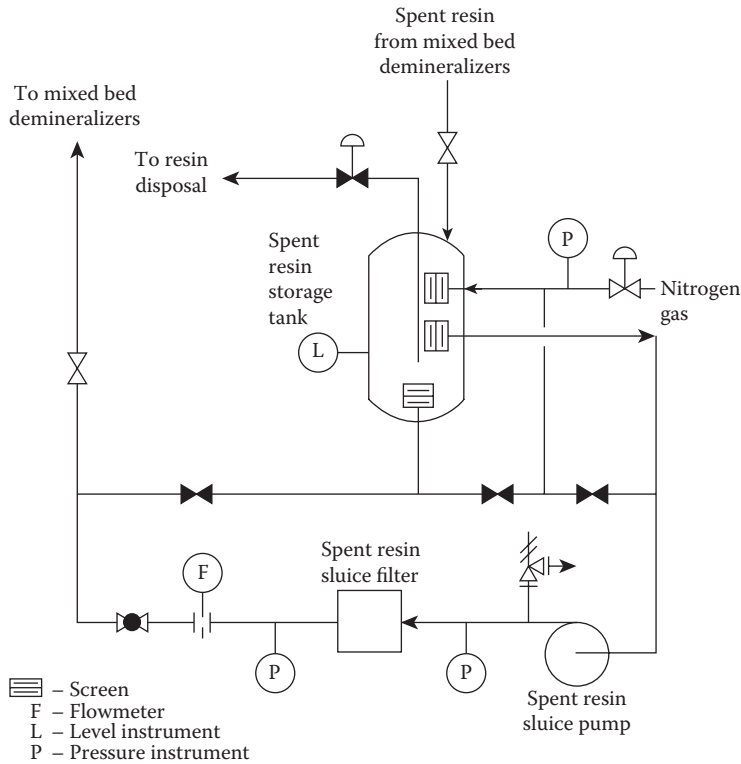 Spent resin
from mixed bed
demineralizers
To mixed bed
demineralizers
To resin
disposal
Spent
resin
storage
tank
P
Nitrogen
gas
L
Spent resin
sluice filter
F
P
P
Spent resin
sluice pump
– Screen
F – Flowmeter
L – Level instrument
P – Pressure instrument